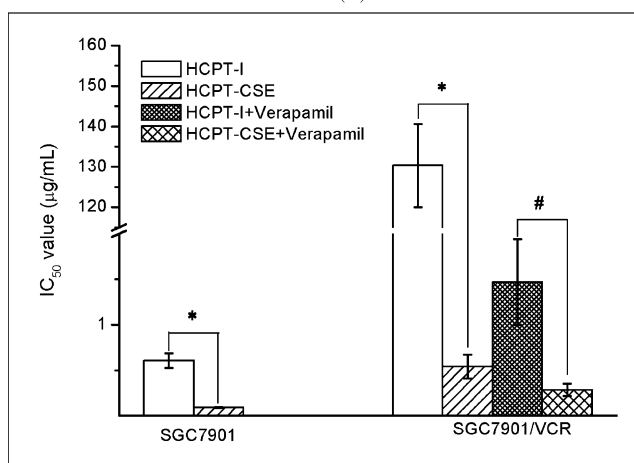 160
150
140
130
120
1
IC50 value (μg/mL)
HCPT-I
HCPT-CSE
HCPT-I+Verapamil
HCPT-CSE+Verapamil
*
*
#
SGC7901
SGC7901/VCR